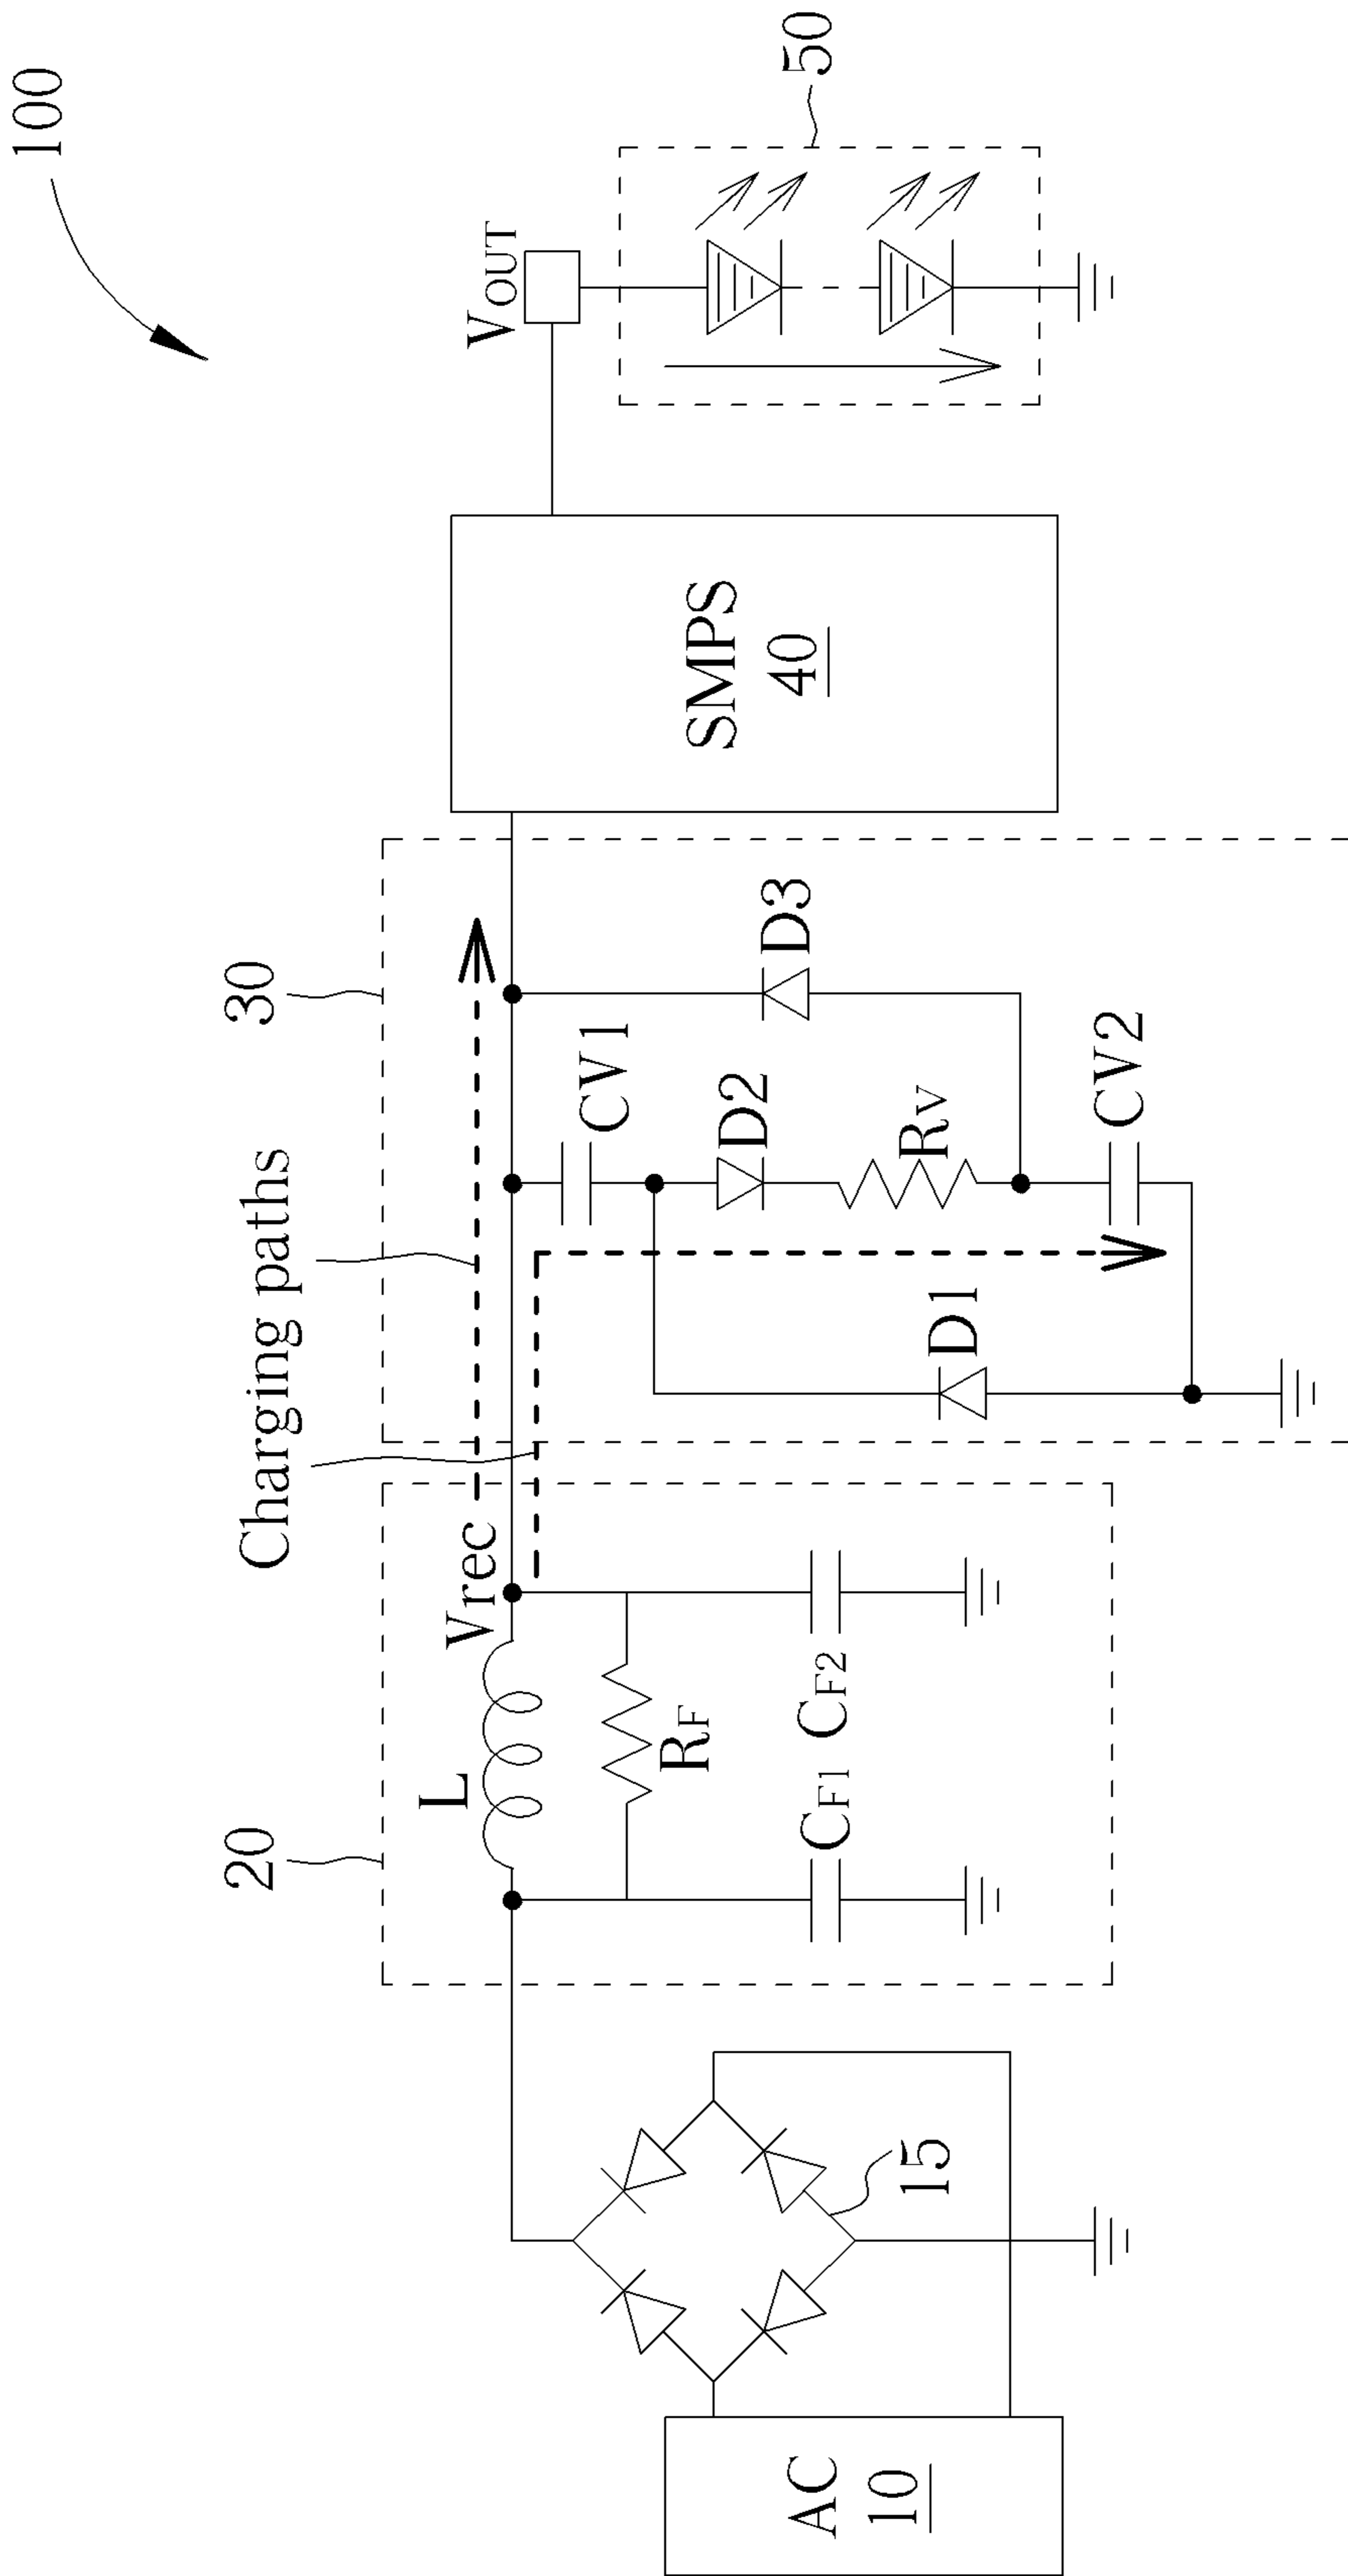 100
AC
10
15
20
L
Vrec
RF
CF1
CF2
Charging paths
30
CV1
D2
RV
D3
D1
CV2
SMPS
40
VOUT
50